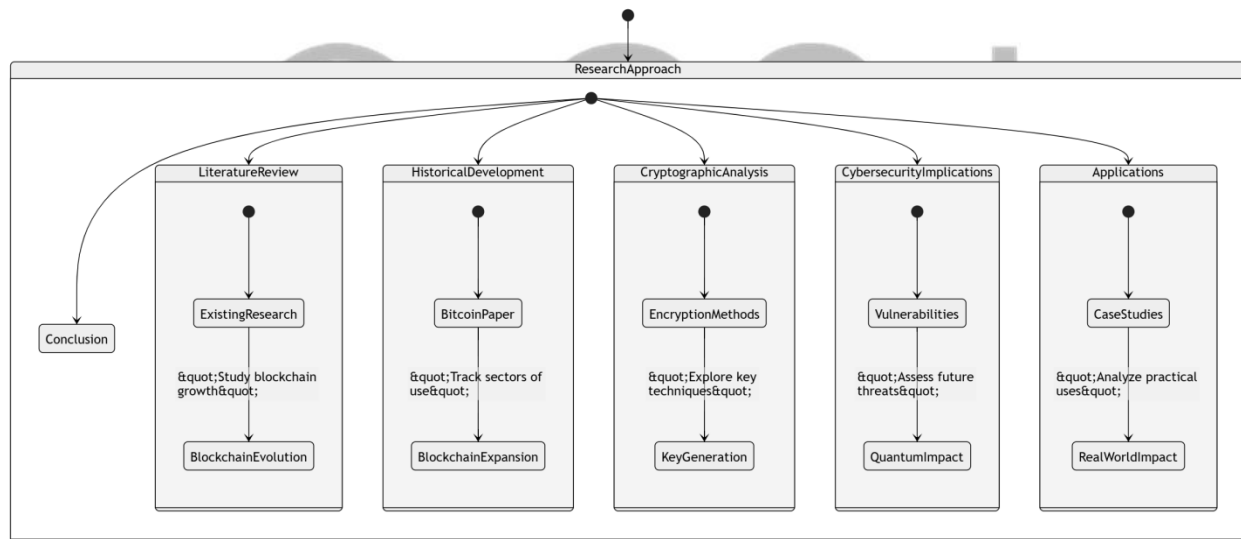 ResearchApproach
LiteratureReview
HistoricalDevelopment
CryptographicAnalysis
CybersecurityImplications
Applications
ExistingResearch
BitcoinPaper
EncryptionMethods
Vulnerabilities
CaseStudies
Conclusion
&quot;Study blockchain
growth&quot;
&quot;Track sectors of
use&quot;
&quot;Explore key
techniques&quot;
&quot;Assess future
threats&quot;
&quot;Analyze practical
uses&quot;
BlockchainEvolution
BlockchainExpansion
KeyGeneration
QuantumImpact
RealWorldImpact